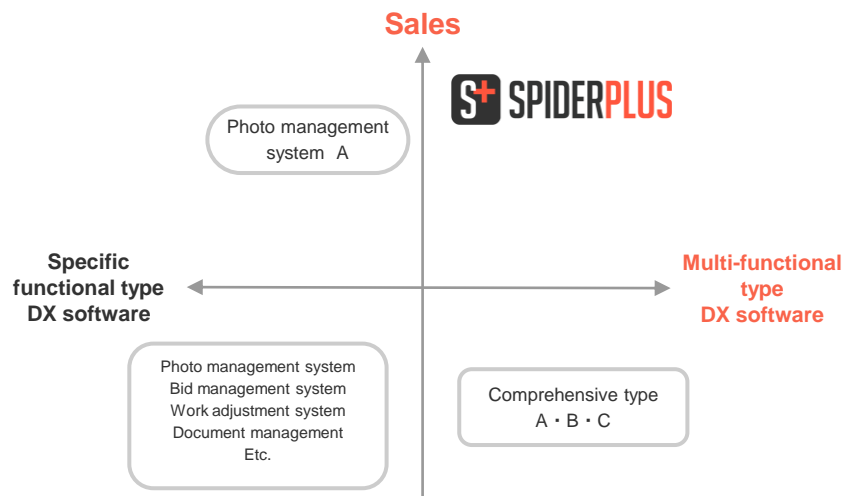 Sales
S+ SPIDERPLUS
Photo management
system A
Specific
functional type
DX software
Multi-functional
type
DX software
Photo management system
Bid management system
Work adjustment system
Document management
Etc.
Comprehensive type
A・B・C